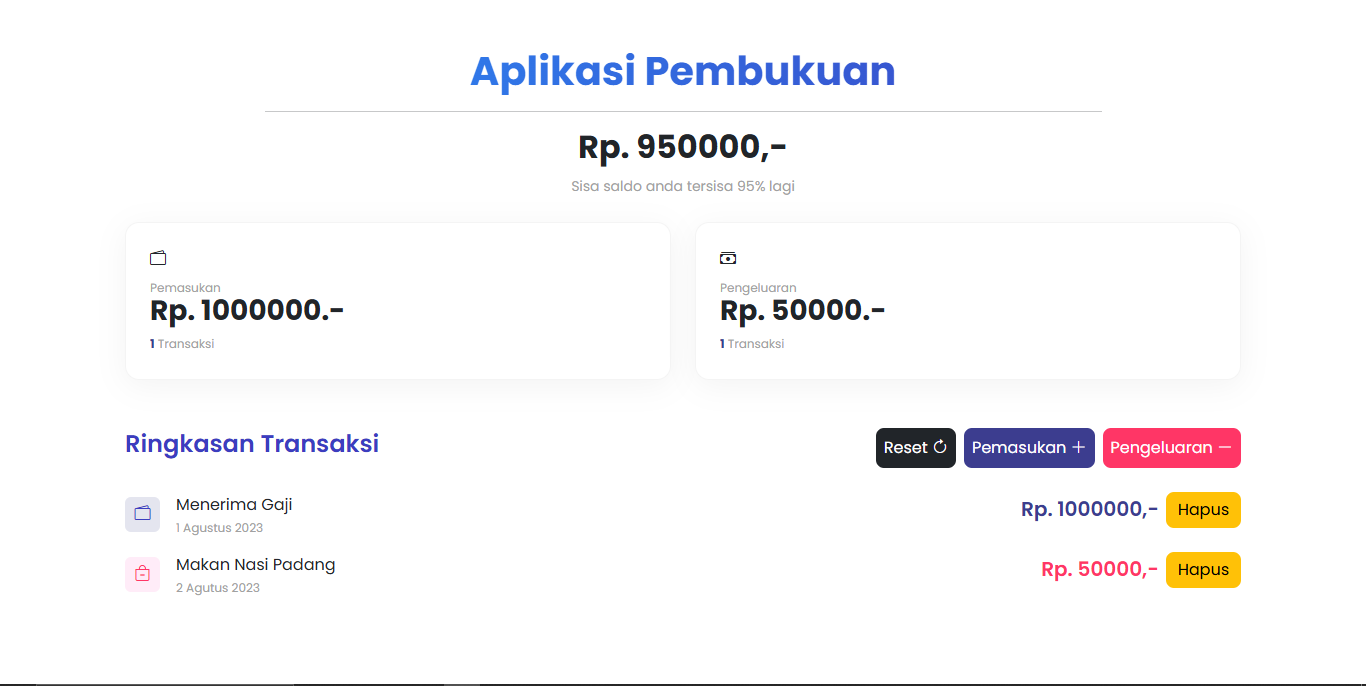 Aplikasi Pembukuan
Rp. 950000,-
Sisa saldo anda tersisa 95% lagi
Pemasukan
Rp. 1000000.-
1 Transaksi
Pengeluaran
Rp. 50000.-
1 Transaksi
Ringkasan Transaksi
Reset
Pemasukan
Pengeluaran
Menerima Gaji
1 Agustus 2023
Rp. 1000000,-
Hapus
Makan Nasi Padang
2 Agutus 2023
Rp. 50000,-
Hapus